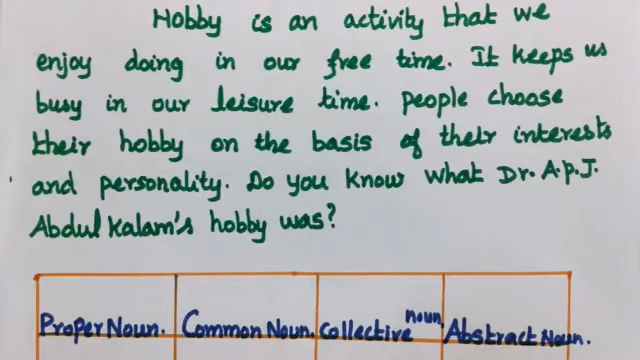 Hobby is an activity that we
enjoy doing in our free time. It keeps us
busy in our leisure time. People choose
their hobby on the basis of their interests
and personality. Do you know what Dr. A.P.J.
Abdul Kalam's hobby was?
Proper Noun. Common Noun. Collective noun Abstract Noun.